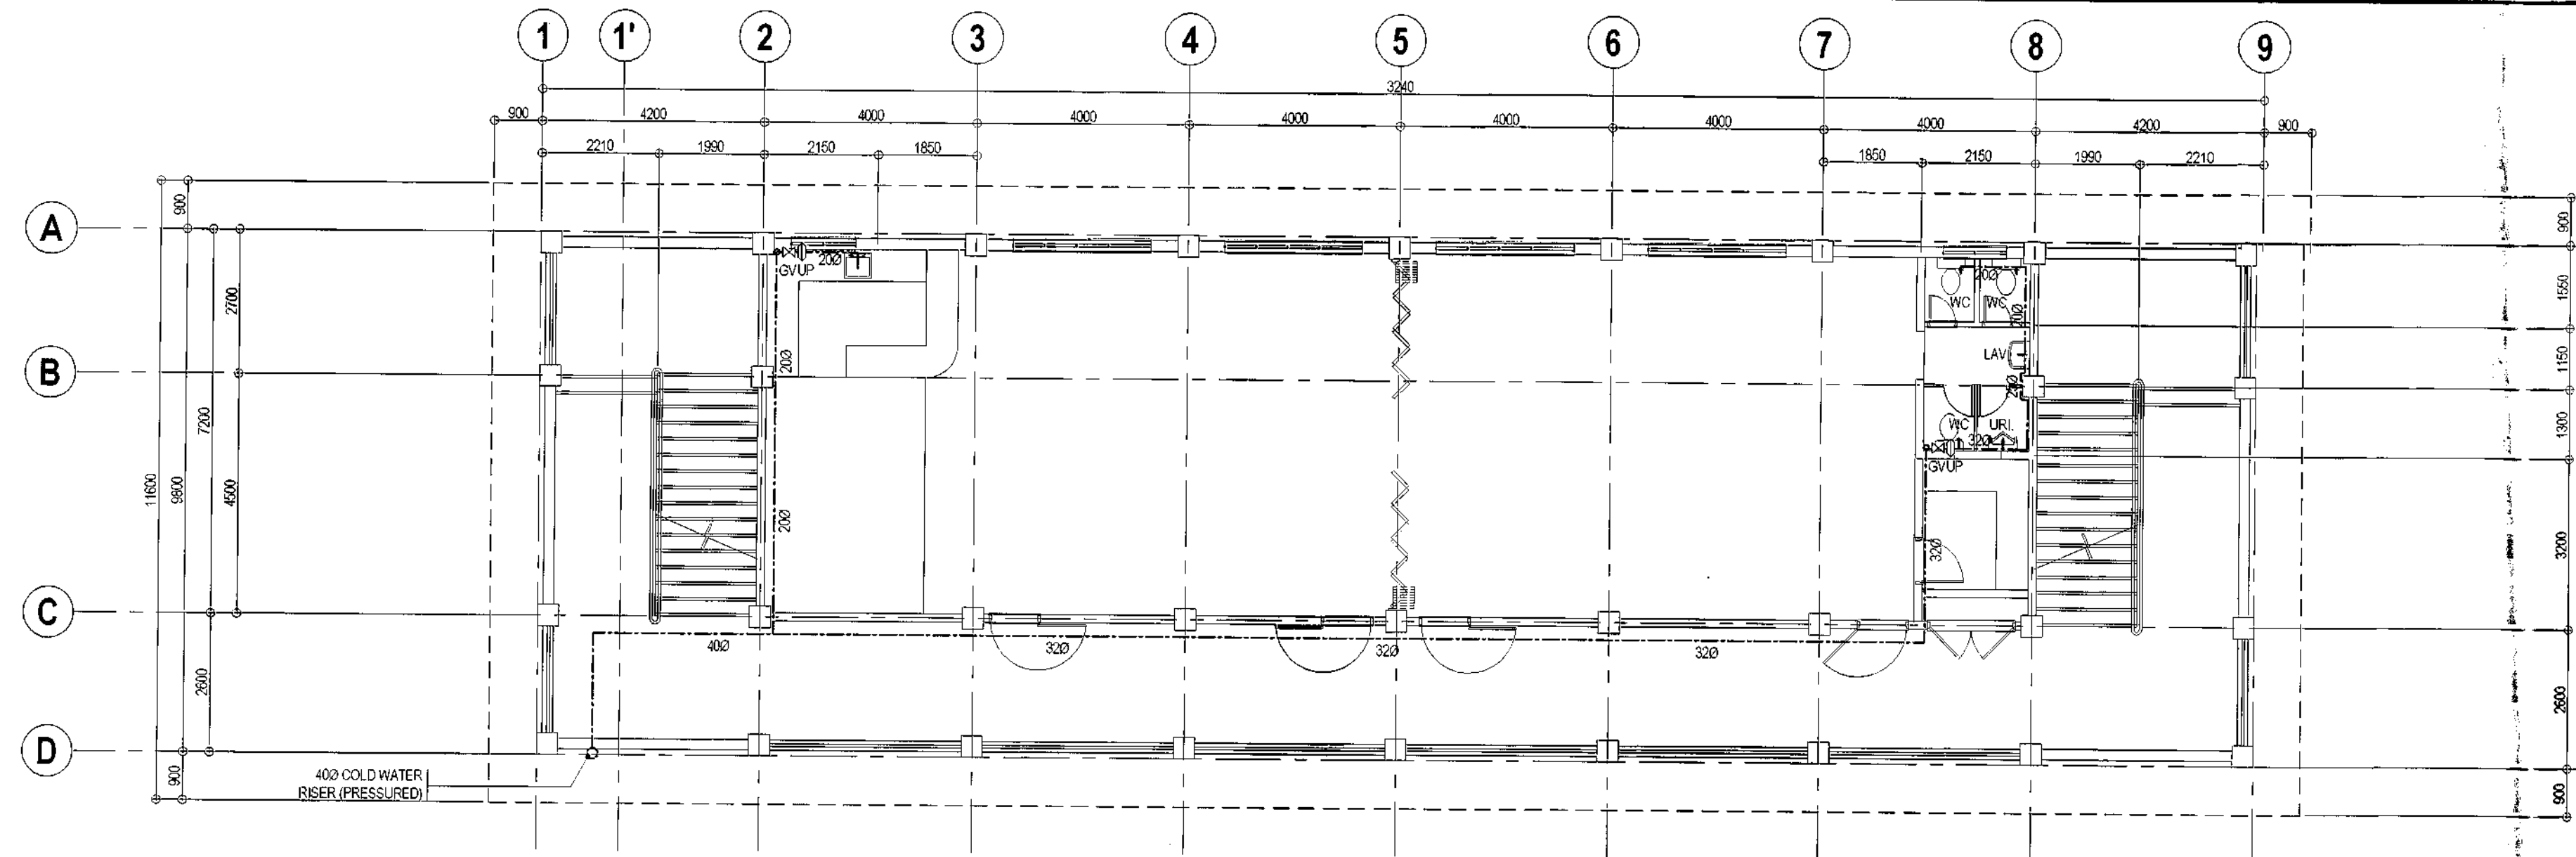 1 1' 2 3 4 5 6 7 8 9
3240
900 4200 4000 4000 4000 4000 4000 4000 4200 900
2210 1990 2150 1850 1850 2150 1990 2210
900
900
A
20Ø
GVUP
20Ø
WC WC
20Ø
2700
1550
LAV
1150
B
20Ø
25Ø
7200
WC URI.
32Ø
GVUP
1300
11600
9800
4500
20Ø
32Ø
3200
C
40Ø 32Ø 32Ø 32Ø
2600
2600
D
40Ø COLD WATER
RISER (PRESSURED)
900
900